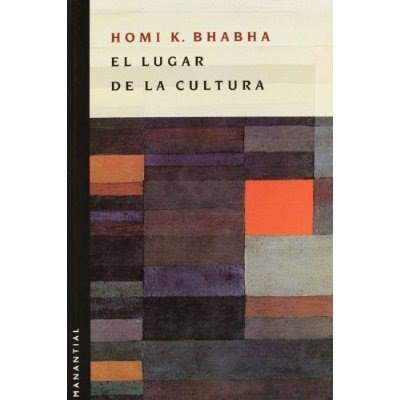 HOMI K. BHABHA
EL LUGAR
DE LA CULTURA
MANANTIAL